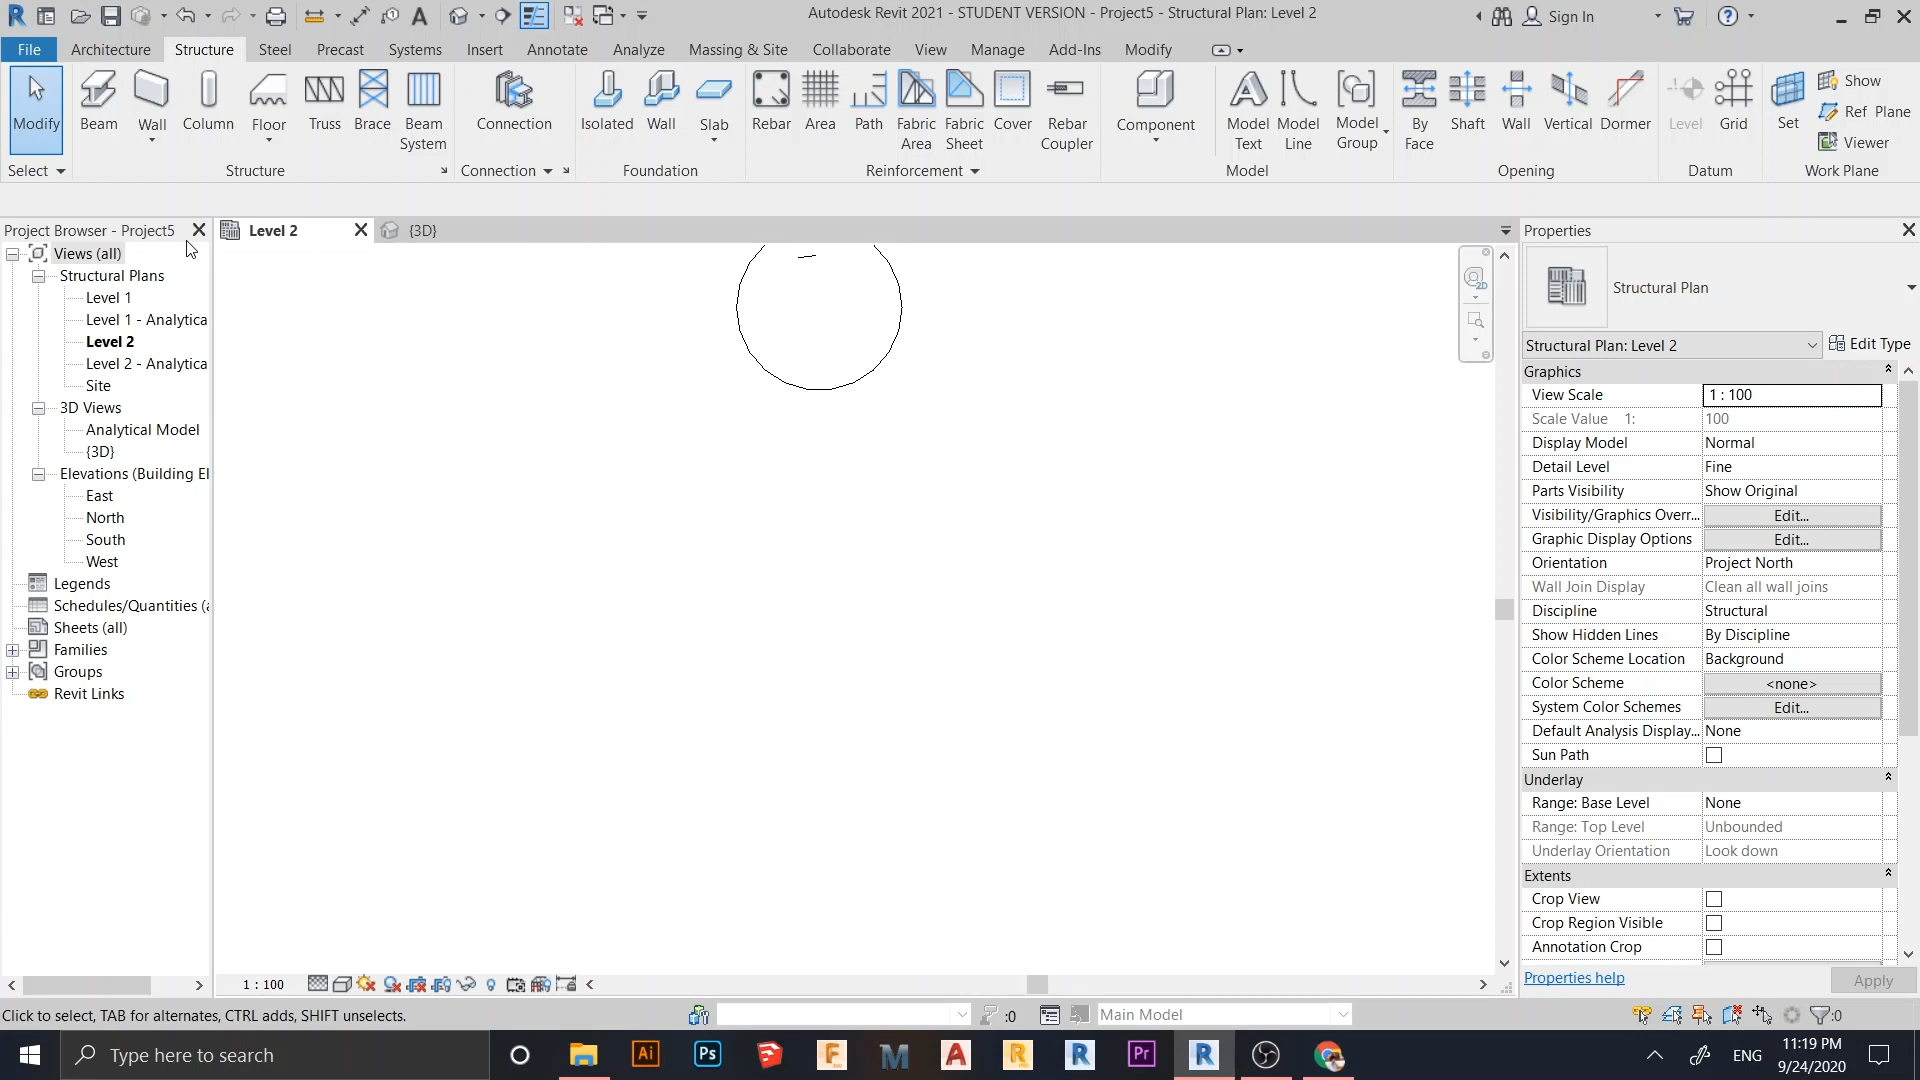 Autodesk Revit 2021 - STUDENT VERSION - Project5 - Structural Plan: Level 2
Sign In
File Architecture Structure Steel Precast Systems Insert Annotate Analyze Massing & Site Collaborate View Manage Add-Ins Modify
Modify
Beam
Wall
Column
Floor
Truss
Brace
Beam
System
Connection
Isolated
Wall
Slab
Rebar
Area
Path
Fabric
Area
Fabric
Sheet
Cover
Rebar
Coupler
Component
Model
Text
Model
Line
Model
Group
By
Face
Shaft
Wall
Vertical
Dormer
Level
Grid
Set
Show
Ref Plane
Viewer
Select
Structure
Connection
Foundation
Reinforcement
Model
Opening
Datum
Work Plane
Project Browser - Project5
Views (all)
Structural Plans
Level 1
Level 1 - Analytica
Level 2
Level 2 - Analytica
Site
3D Views
Analytical Model
{3D}
Elevations (Building El
East
North
South
West
Legends
Schedules/Quantities (a
Sheets (all)
Families
Groups
Revit Links
Level 2
{3D}
2D
Properties
Structural Plan
Structural Plan: Level 2
Edit Type
Graphics
View Scale 1 : 100
Scale Value 1: 100
Display Model Normal
Detail Level Fine
Parts Visibility Show Original
Visibility/Graphics Overr... Edit...
Graphic Display Options Edit...
Orientation Project North
Wall Join Display Clean all wall joins
Discipline Structural
Show Hidden Lines By Discipline
Color Scheme Location Background
Color Scheme <none>
System Color Schemes Edit...
Default Analysis Display... None
Sun Path
Underlay
Range: Base Level None
Range: Top Level Unbounded
Underlay Orientation Look down
Extents
Crop View
Crop Region Visible
Annotation Crop
Properties help
Apply
1 : 100
Click to select, TAB for alternates, CTRL adds, SHIFT unselects.
:0
Main Model
:0
Type here to search
Ai
Ps
F
M
A
R
R
Pr
R
ENG
11:19 PM
9/24/2020